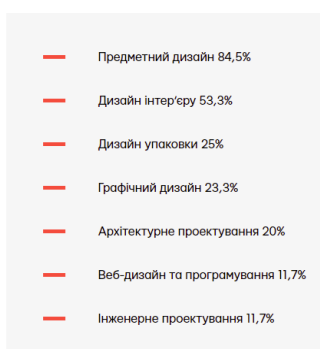 Предметний дизайн 84,5%
Дизайн інтер’єру 53,3%
Дизайн упаковки 25%
Графічний дизайн 23,3%
Архітектурне проектування 20%
Веб-дизайн та програмування 11,7%
Інженерне проектування 11,7%